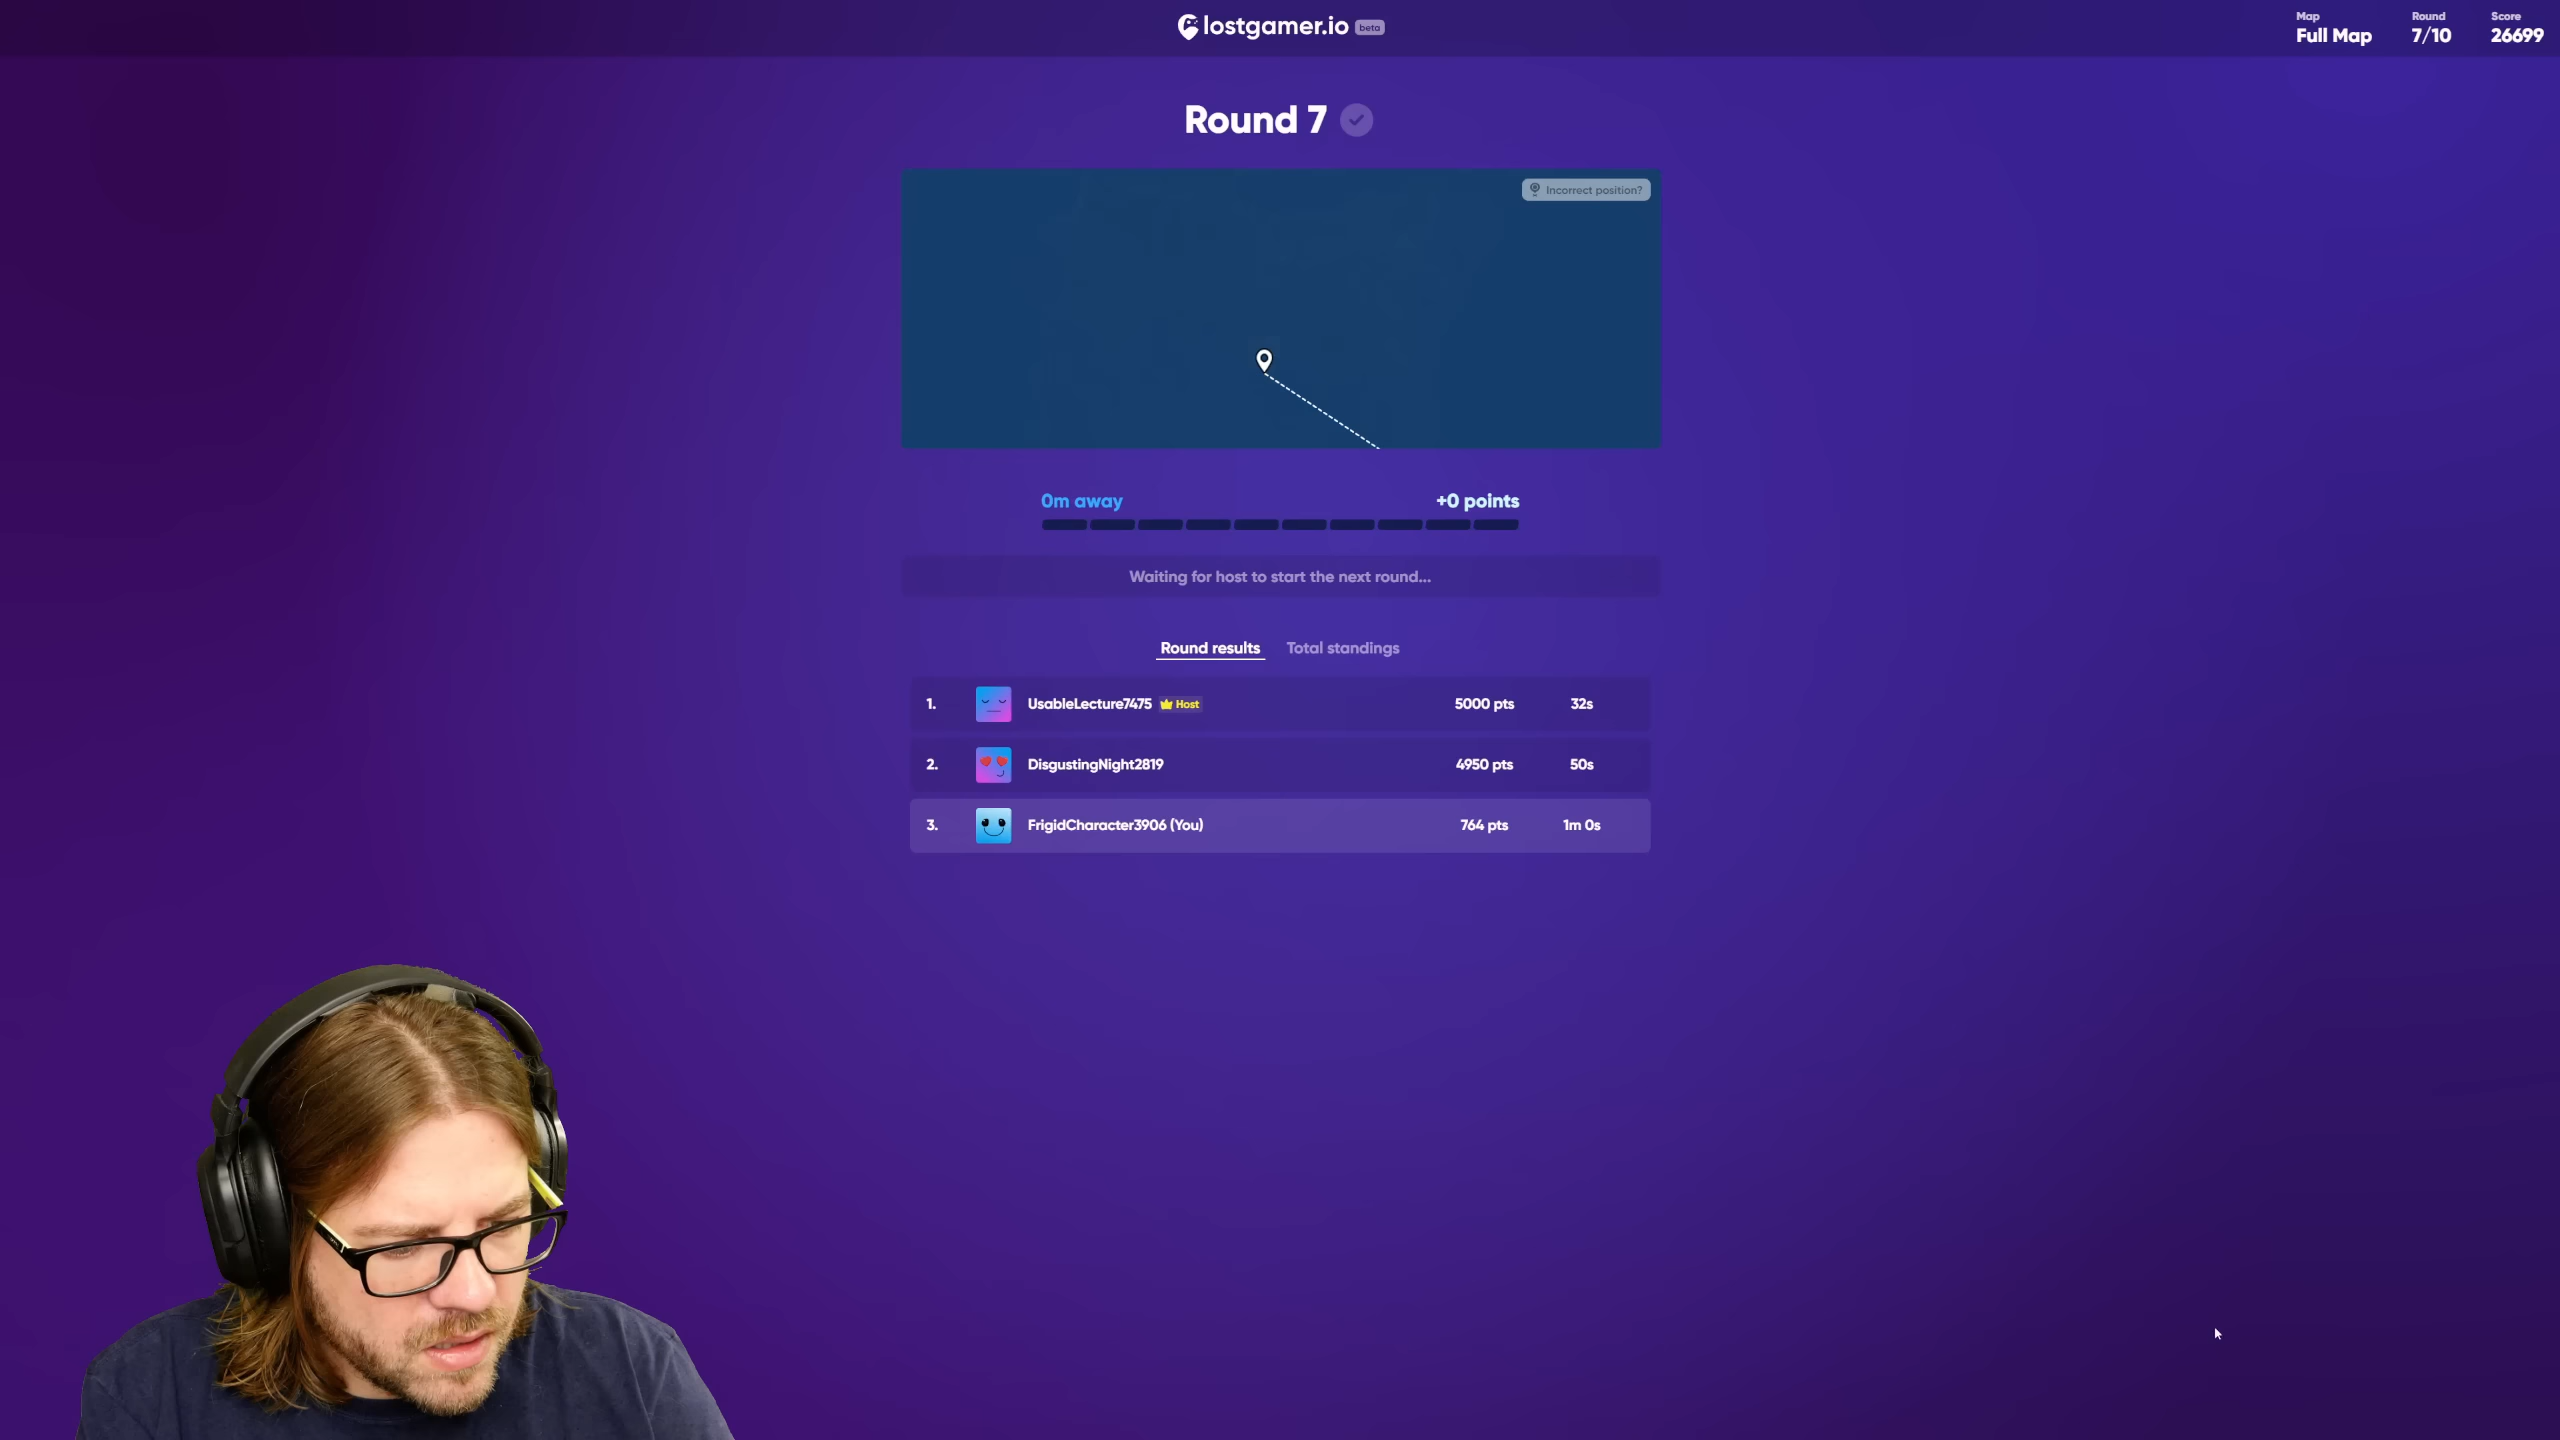 lostgamer.io beta
Map
Full Map
Round
7/10
Score
26699
Round 7
Incorrect position?
0m away
+0 points
Waiting for host to start the next round...
Round results
Total standings
1. UsableLecture7475 Host 5000 pts 32s
2. DisgustingNight2819 4950 pts 50s
3. FrigidCharacter3906 (You) 764 pts 1m 0s